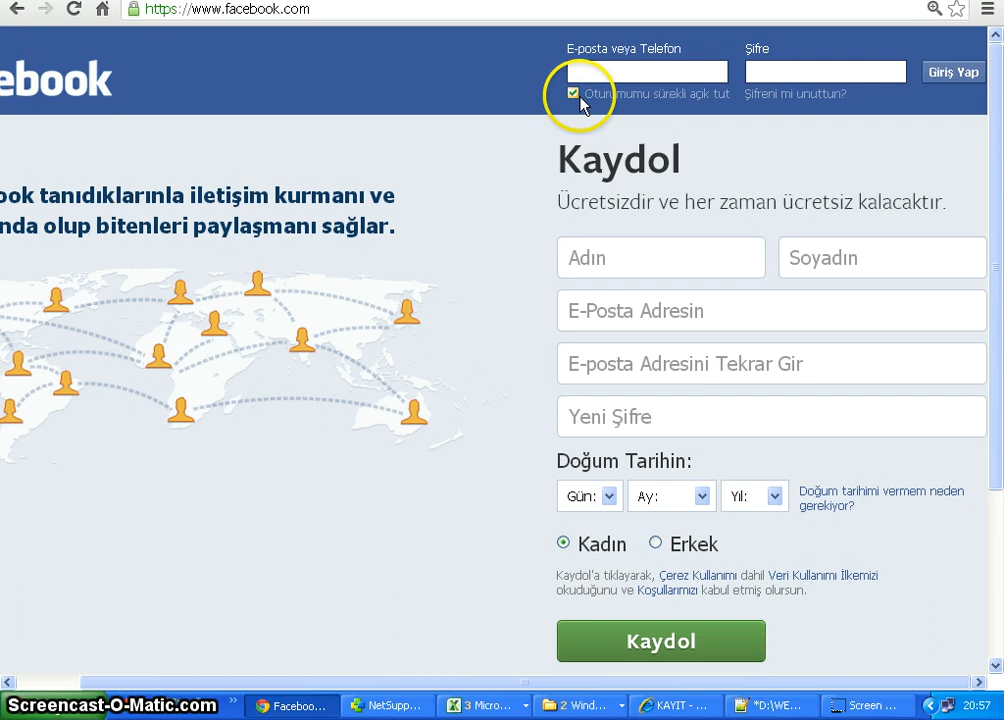 https://www.facebook.com
ebook
E-posta veya Telefon
Şifre
Giriş Yap
Oturumumu sürekli açık tut
Şifreni mi unuttun?
Kaydol
Ücretsizdir ve her zaman ücretsiz kalacaktır.
ook tanıdıklarınla iletişim kurmanı ve
nda olup bitenleri paylaşmanı sağlar.
Adın
Soyadın
E-Posta Adresin
E-posta Adresini Tekrar Gir
Yeni Şifre
Doğum Tarihin:
Gün:
Ay:
Yıl:
Doğum tarihimi vermem neden
gerekiyor?
Kadın
Erkek
Kaydol'a tıklayarak, Çerez Kullanımı dahil Veri Kullanımı İlkemizi
okuduğunu ve Koşullarımızı kabul etmiş olursun.
Kaydol
Screencast-O-Matic.com
Faceboo...
NetSupp...
3 Micro...
2 Wind...
KAYIT - ...
*D:\WE...
Screen ...
20:57